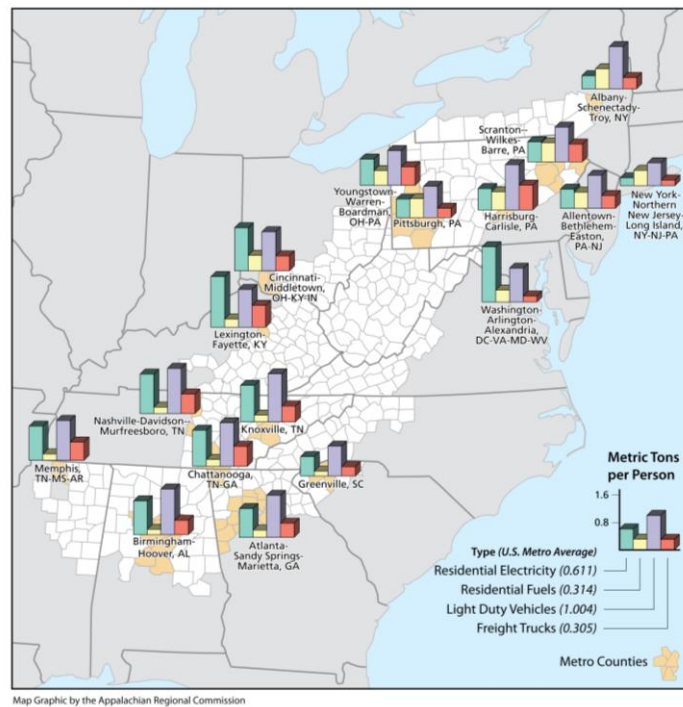 Albany-
Schenectady-
Troy, NY
Scranton--
Wilkes-
Barre, PA
Youngstown-
Warren-
Boardman,
OH-PA
Pittsburgh, PA
Harrisburg-
Carlisle, PA
Allentown-
Bethlehem-
Easton,
PA-NJ
New York-
Northern
New Jersey-
Long Island,
NY-NJ-PA
Cincinnati-
Middletown,
OH-KY-IN
Washington-
Arlington-
Alexandria,
DC-VA-MD-WV
Lexington-
Fayette, KY
Nashville-Davidson--
Murfreesboro, TN
Knoxville, TN
Memphis,
TN-MS-AR
Chattanooga,
TN-GA
Greenville, SC
Birmingham-
Hoover, AL
Atlanta-
Sandy Springs-
Marietta, GA
Metric Tons
per Person
1.6
0.8
Type (U.S. Metro Average)
Residential Electricity (0.611)
Residential Fuels (0.314)
Light Duty Vehicles (1.004)
Freight Trucks (0.305)
Metro Counties
Map Graphic by the Appalachian Regional Commission